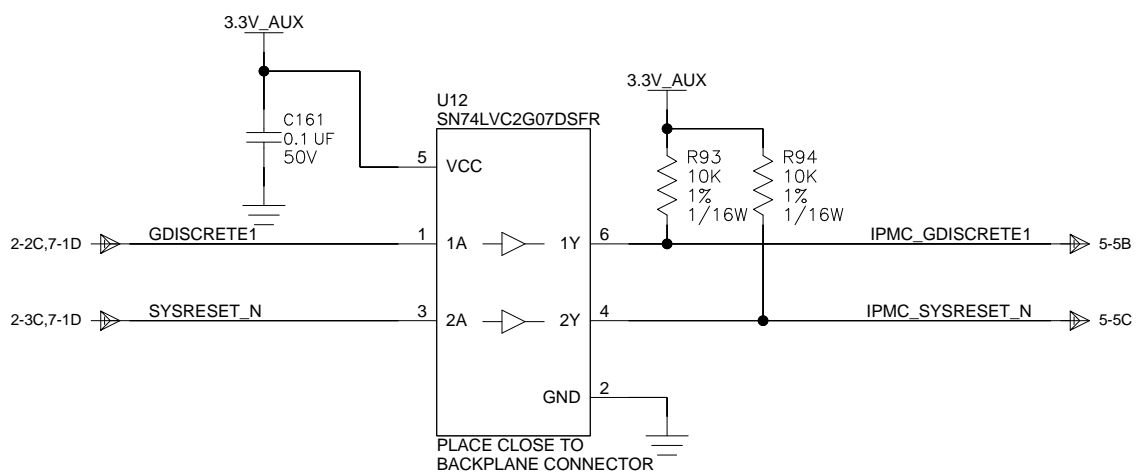 3.3V_AUX
C161
0.1 UF
50V
U12
SN74LVC2G07DSFR
3.3V_AUX
R93
10K
1%
1/16W
R94
10K
1%
1/16W
5 VCC
2-2C,7-1D GDISCRETE1 1 1A 1Y 6 IPMC_GDISCRETE1 5-5B
2-3C,7-1D SYSRESET_N 3 2A 2Y 4 IPMC_SYSRESET_N 5-5C
GND 2
PLACE CLOSE TO
BACKPLANE CONNECTOR